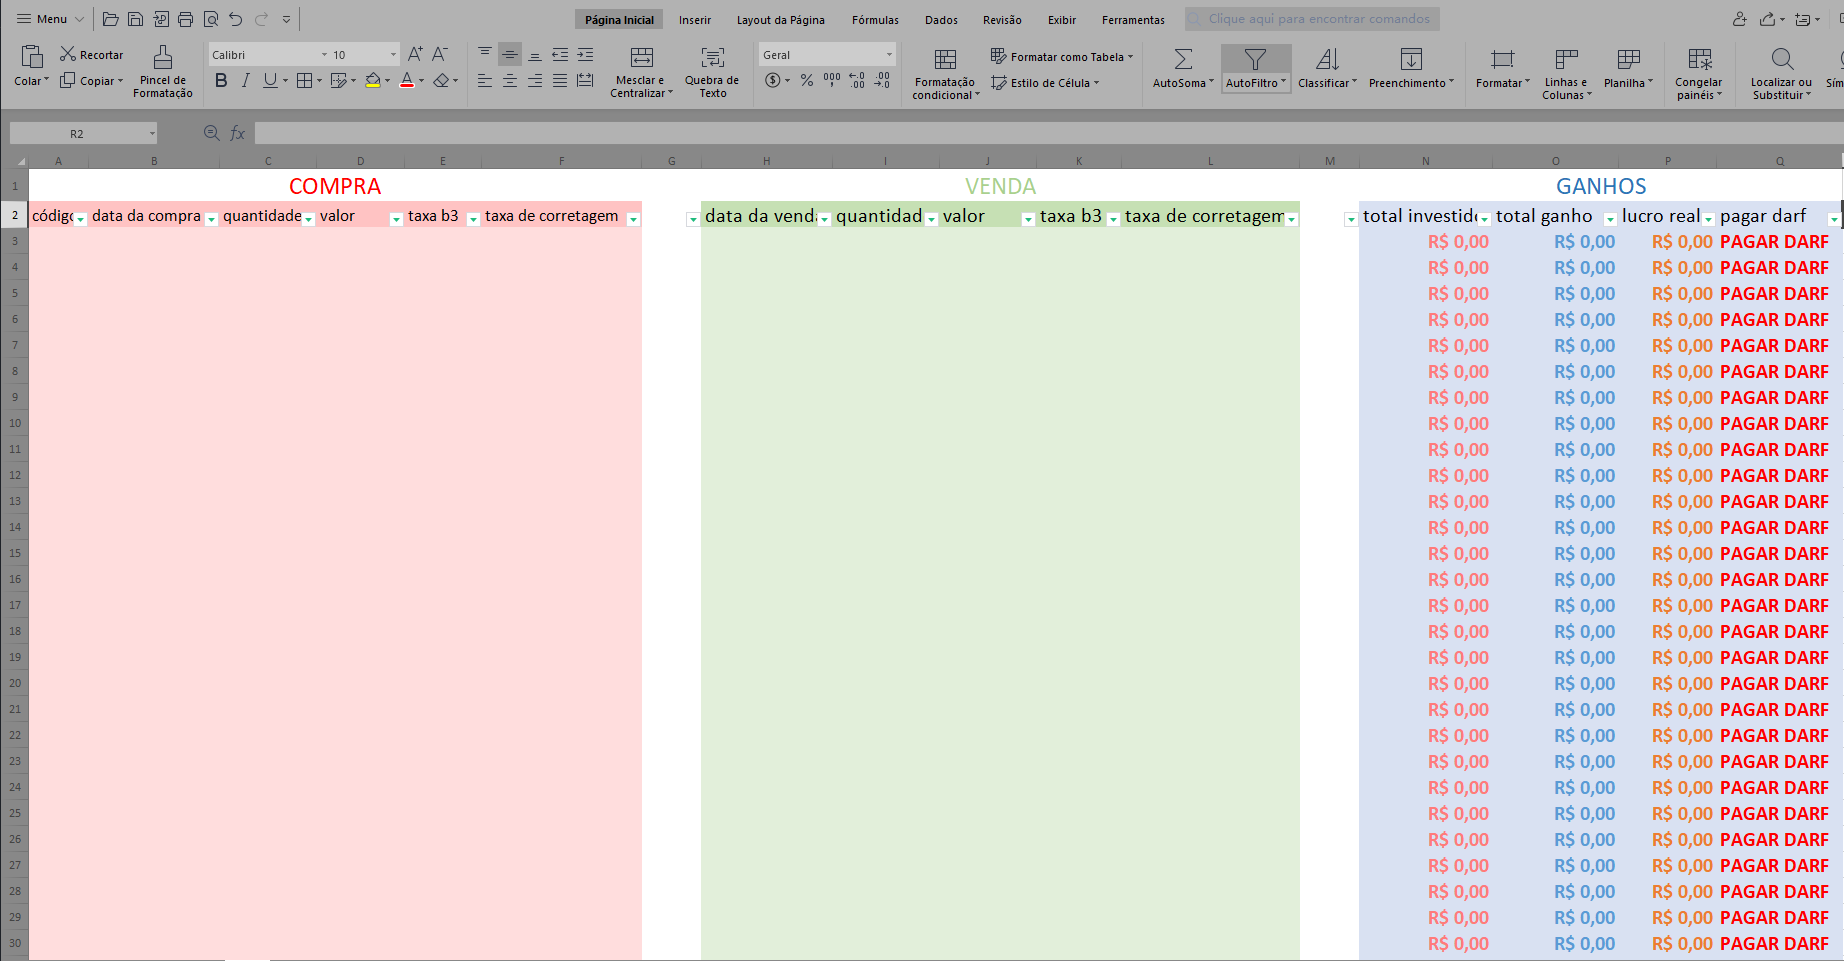 Menu Página Inicial Inserir Layout da Página Fórmulas Dados Revisão Exibir Ferramentas Clique aqui para encontrar comandos
Colar Recortar Copiar Pincel de Formatação Calibri 10 Mesclar e Centralizar Quebra de Texto Geral Formatação condicional Formatar como Tabela Estilo de Célula AutoSoma AutoFiltro Classificar Preenchimento Formatar Linhas e Colunas Planilha Congelar painéis Localizar ou Substituir
R2 fx
A B C D E F G H I J K L M N O P Q
1 COMPRA VENDA GANHOS
2 código data da compra quantidade valor taxa b3 taxa de corretagem data da venda quantidad valor taxa b3 taxa de corretagem total investido total ganho lucro real pagar darf
3 R$ 0,00 R$ 0,00 R$ 0,00 PAGAR DARF
4 R$ 0,00 R$ 0,00 R$ 0,00 PAGAR DARF
5 R$ 0,00 R$ 0,00 R$ 0,00 PAGAR DARF
6 R$ 0,00 R$ 0,00 R$ 0,00 PAGAR DARF
7 R$ 0,00 R$ 0,00 R$ 0,00 PAGAR DARF
8 R$ 0,00 R$ 0,00 R$ 0,00 PAGAR DARF
9 R$ 0,00 R$ 0,00 R$ 0,00 PAGAR DARF
10 R$ 0,00 R$ 0,00 R$ 0,00 PAGAR DARF
11 R$ 0,00 R$ 0,00 R$ 0,00 PAGAR DARF
12 R$ 0,00 R$ 0,00 R$ 0,00 PAGAR DARF
13 R$ 0,00 R$ 0,00 R$ 0,00 PAGAR DARF
14 R$ 0,00 R$ 0,00 R$ 0,00 PAGAR DARF
15 R$ 0,00 R$ 0,00 R$ 0,00 PAGAR DARF
16 R$ 0,00 R$ 0,00 R$ 0,00 PAGAR DARF
17 R$ 0,00 R$ 0,00 R$ 0,00 PAGAR DARF
18 R$ 0,00 R$ 0,00 R$ 0,00 PAGAR DARF
19 R$ 0,00 R$ 0,00 R$ 0,00 PAGAR DARF
20 R$ 0,00 R$ 0,00 R$ 0,00 PAGAR DARF
21 R$ 0,00 R$ 0,00 R$ 0,00 PAGAR DARF
22 R$ 0,00 R$ 0,00 R$ 0,00 PAGAR DARF
23 R$ 0,00 R$ 0,00 R$ 0,00 PAGAR DARF
24 R$ 0,00 R$ 0,00 R$ 0,00 PAGAR DARF
25 R$ 0,00 R$ 0,00 R$ 0,00 PAGAR DARF
26 R$ 0,00 R$ 0,00 R$ 0,00 PAGAR DARF
27 R$ 0,00 R$ 0,00 R$ 0,00 PAGAR DARF
28 R$ 0,00 R$ 0,00 R$ 0,00 PAGAR DARF
29 R$ 0,00 R$ 0,00 R$ 0,00 PAGAR DARF
30 R$ 0,00 R$ 0,00 R$ 0,00 PAGAR DARF